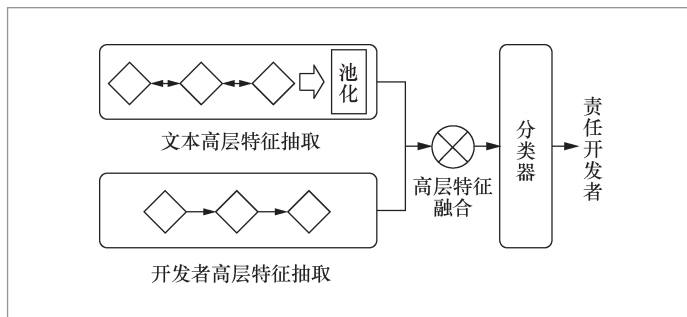 池化
文本高层特征抽取
高层特征
融合
分类器
责任开发者
开发者高层特征抽取